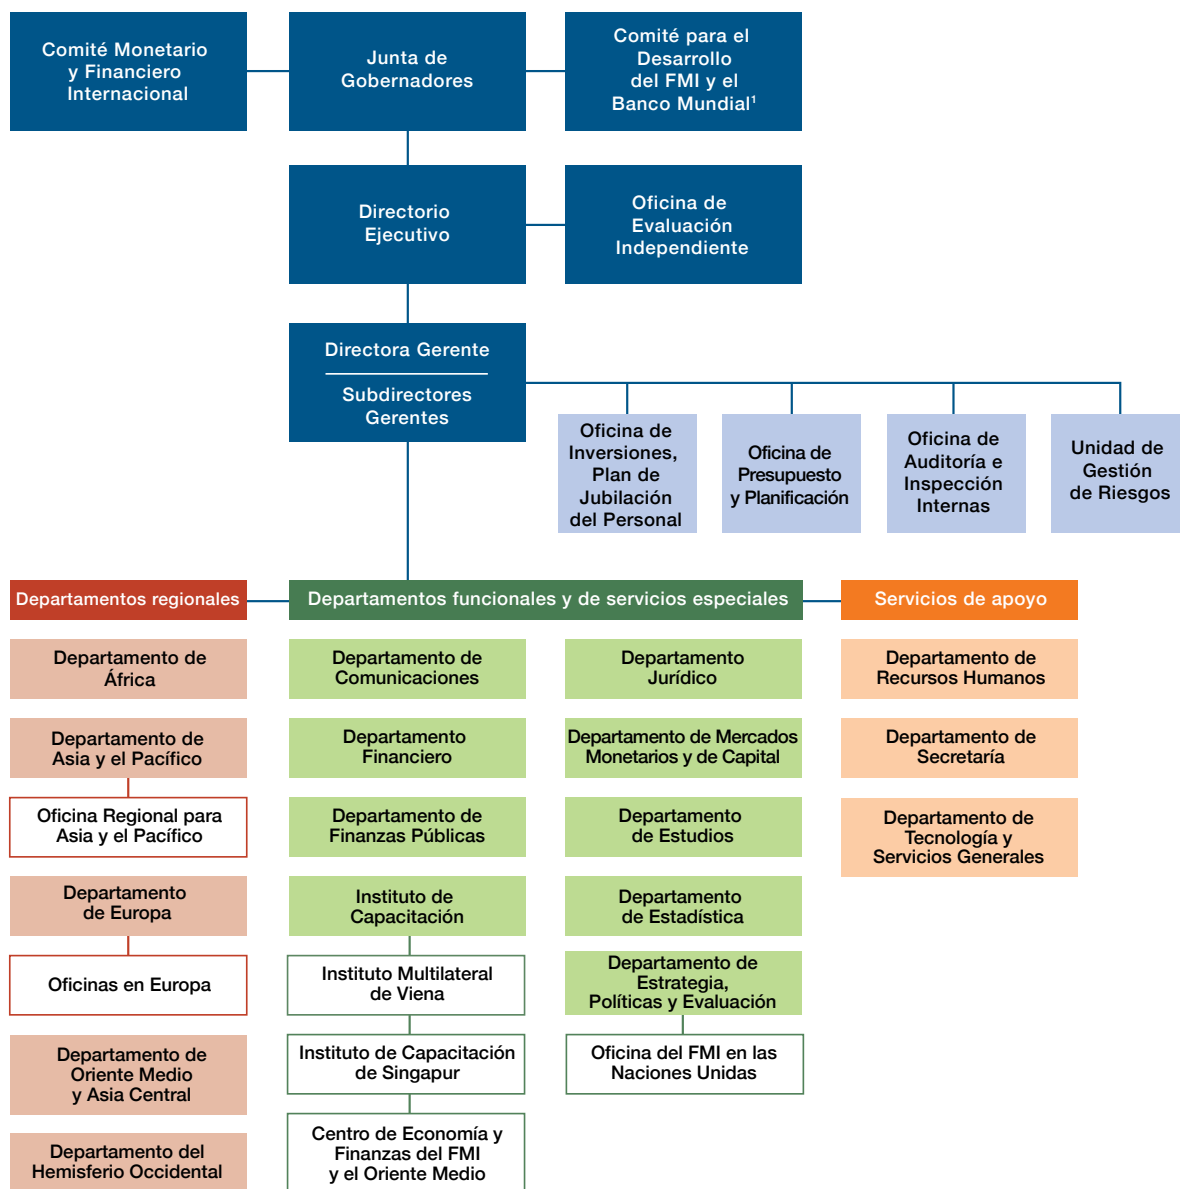 Comité Monetario
y Financiero
Internacional
Junta de
Gobernadores
Comité para el
Desarrollo
del FMI y el
Banco Mundial¹
Directorio
Ejecutivo
Oficina de
Evaluación
Independiente
Directora Gerente
Subdirectores
Gerentes
Oficina de
Inversiones,
Plan de
Jubilación
del Personal
Oficina de
Presupuesto
y Planificación
Oficina de
Auditoría e
Inspección
Internas
Unidad de
Gestión
de Riesgos
Departamentos regionales
Departamentos funcionales y de servicios especiales
Servicios de apoyo
Departamento de
África
Departamento de
Asia y el Pacífico
Oficina Regional para
Asia y el Pacífico
Departamento
de Europa
Oficinas en Europa
Departamento de
Oriente Medio
y Asia Central
Departamento del
Hemisferio Occidental
Departamento de
Comunicaciones
Departamento
Financiero
Departamento de
Finanzas Públicas
Instituto de
Capacitación
Instituto Multilateral
de Viena
Instituto de Capacitación
de Singapur
Centro de Economía y
Finanzas del FMI
y el Oriente Medio
Departamento
Jurídico
Departamento de Mercados
Monetarios y de Capital
Departamento
de Estudios
Departamento
de Estadística
Departamento de
Estrategia,
Políticas y Evaluación
Oficina del FMI en las
Naciones Unidas
Departamento de
Recursos Humanos
Departamento de
Secretaría
Departamento de
Tecnología y
Servicios Generales